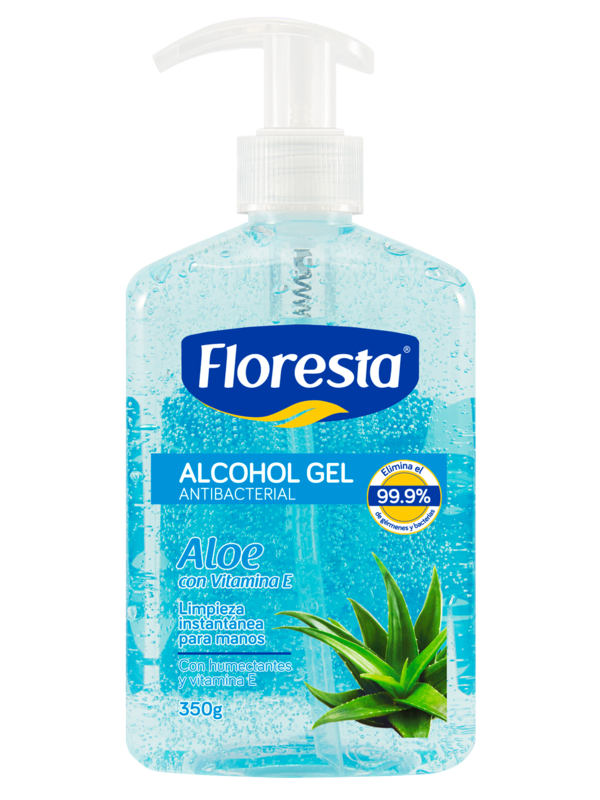 Floresta®
ALCOHOL GEL
ANTIBACTERIAL
Elimina el
99.9%
de gérmenes y bacterias
Aloe
con Vitamina E
Limpieza
instantánea
para manos
Con humectantes
y vitamina E
350g